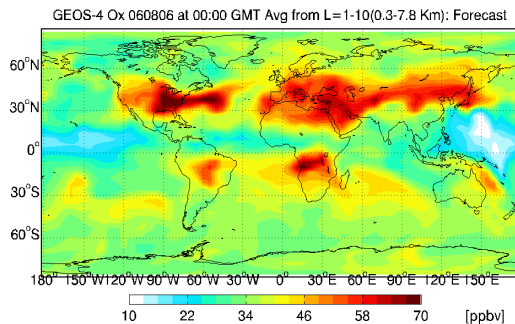 GEOS-4 Ox 060806 at 00:00 GMT Avg from L=1-10(0.3-7.8 Km): Forecast
60°N
30°N
0°
30°S
60°S
180°150°W 120°W 90°W 60°W 30°W 0° 30°E 60°E 90°E 120°E 150°E
10 22 34 46 58 70 [ppbv]